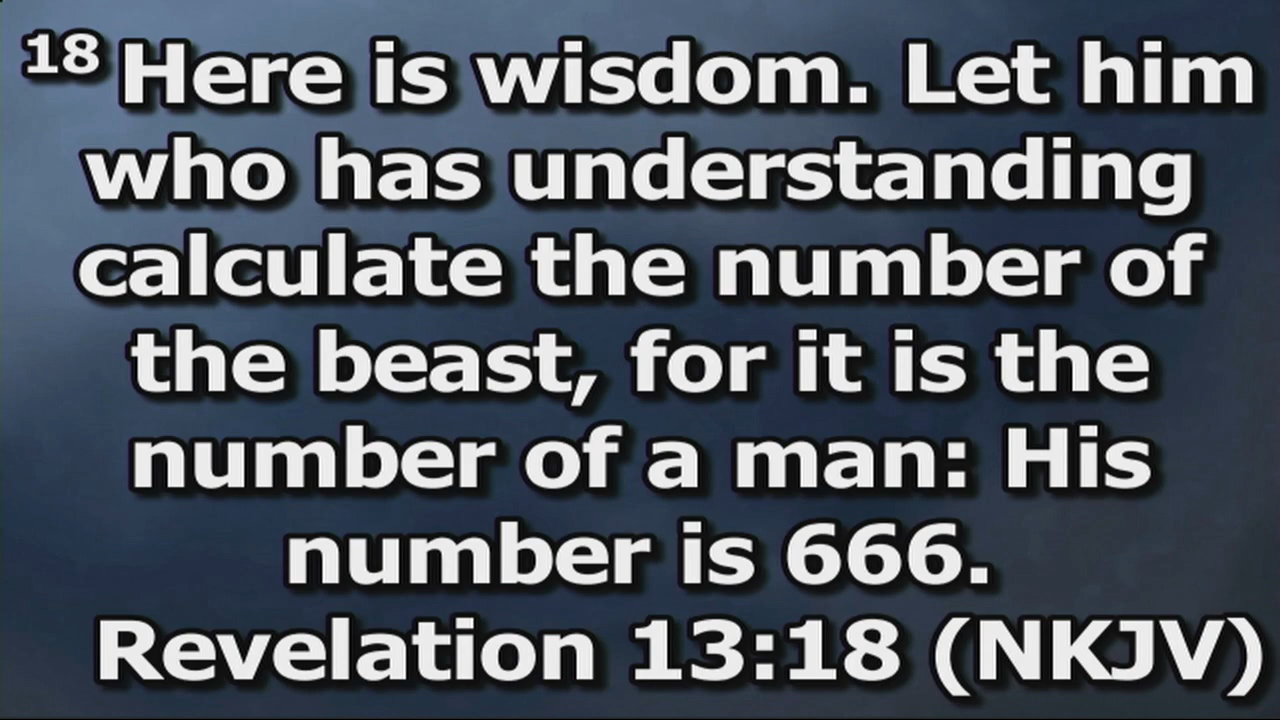 18 Here is wisdom. Let him
who has understanding
calculate the number of
the beast, for it is the
number of a man: His
number is 666.
Revelation 13:18 (NKJV)